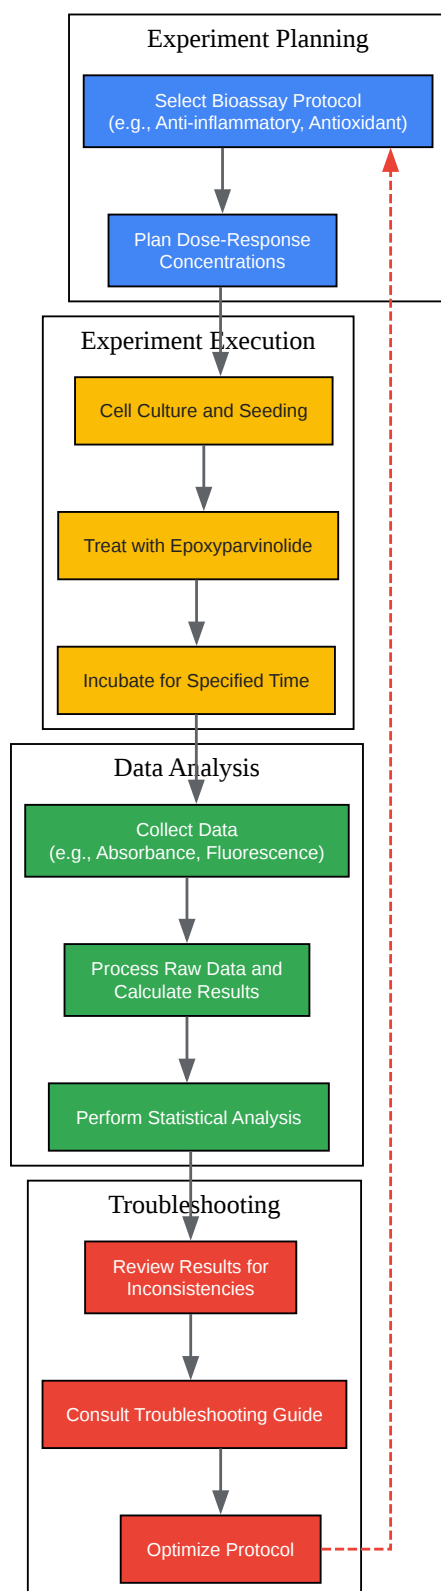 Experiment Planning
Select Bioassay Protocol
(e.g., Anti-inflammatory, Antioxidant)
Plan Dose-Response
Concentrations
Experiment Execution
Cell Culture and Seeding
Treat with Epoxyparvinolide
Incubate for Specified Time
Data Analysis
Collect Data
(e.g., Absorbance, Fluorescence)
Process Raw Data and
Calculate Results
Perform Statistical Analysis
Troubleshooting
Review Results for
Inconsistencies
Consult Troubleshooting Guide
Optimize Protocol